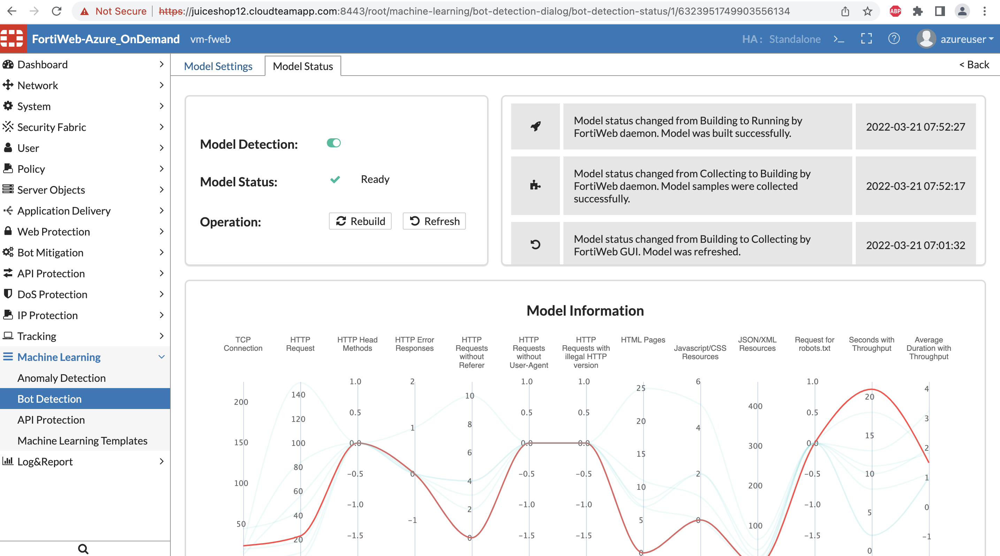 Not Secure | https://juiceshop12.cloudteamapp.com:8443/root/machine-learning/bot-detection-dialog/bot-detection-status/1/6323951749903556134
ABP
FortiWeb-Azure_OnDemand vm-fweb
HA: Standalone
azureuser
Dashboard
Network
System
Security Fabric
User
Policy
Server Objects
Application Delivery
Web Protection
Bot Mitigation
API Protection
DoS Protection
IP Protection
Tracking
Machine Learning
Anomaly Detection
Bot Detection
API Protection
Machine Learning Templates
Log&Report
Model Settings
Model Status
< Back
Model Detection:
Model Status: Ready
Operation: Rebuild Refresh
Model status changed from Building to Running by
FortiWeb daemon. Model was built successfully.
2022-03-21 07:52:27
Model status changed from Collecting to Building by
FortiWeb daemon. Model samples were collected
successfully.
2022-03-21 07:52:17
Model status changed from Building to Collecting by
FortiWeb GUI. Model was refreshed.
2022-03-21 07:01:32
Model Information
TCP
Connection
200
150
100
50
HTTP
Request
140
120
100
80
60
40
20
HTTP Head
Methods
1.0
0.5
0.0
−0.5
−1.0
−1.5
HTTP Error
Responses
2
1
0
−1
HTTP
Requests
without
Referer
10
8
6
4
2
0
HTTP
Requests
without
User-Agent
1.0
0.5
0.0
−0.5
−1.0
−1.5
HTTP
Requests with
illegal HTTP
version
1.0
0.5
0.0
−0.5
−1.0
−1.5
HTML Pages
25
20
15
10
5
0
Javascript/CSS
Resources
6
4
2
0
JSON/XML
Resources
400
300
200
100
Request for
robots.txt
1.0
0.5
0.0
−0.5
−1.0
−1.5
Seconds with
Throughput
20
15
10
5
0
Average
Duration with
Throughput
4
3
2
1
0
−1